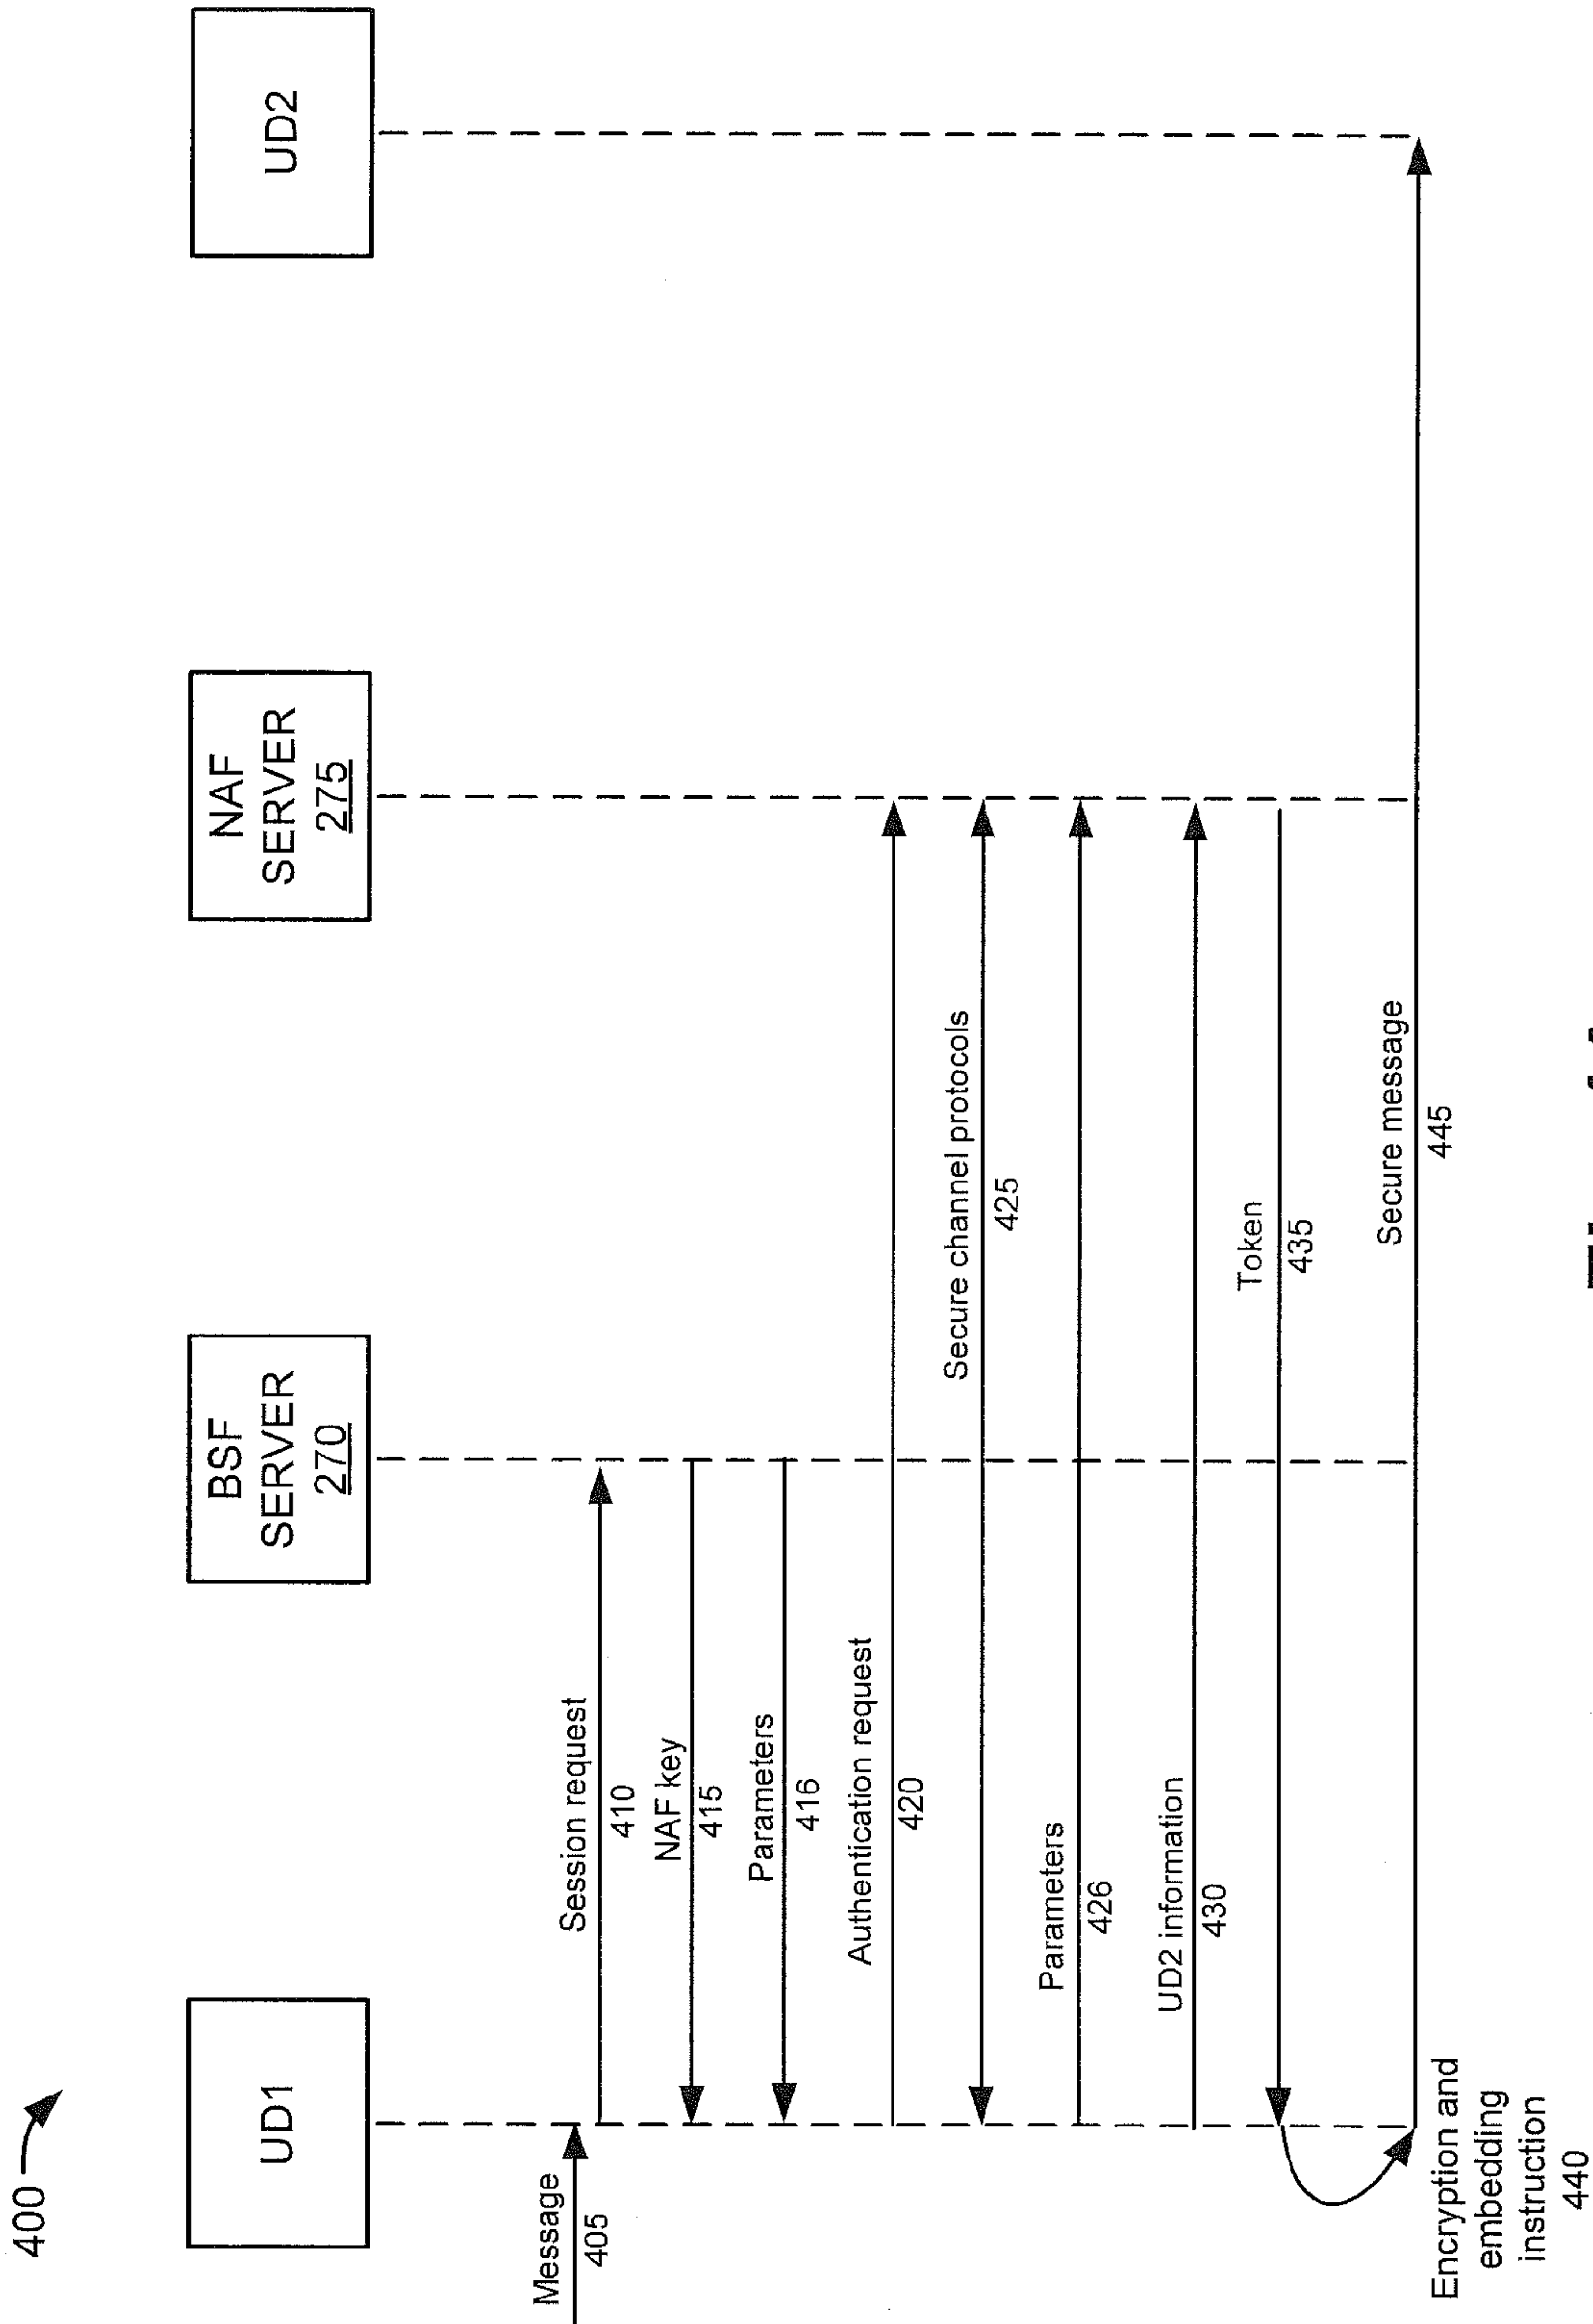 400
UD1
BSF
SERVER
270
NAF
SERVER
275
UD2
Message
405
Session request
410
NAF key
415
Parameters
416
Authentication request
420
Secure channel protocols
425
Parameters
426
UD2 information
430
Token
435
Encryption and
embedding
instruction
440
Secure message
445